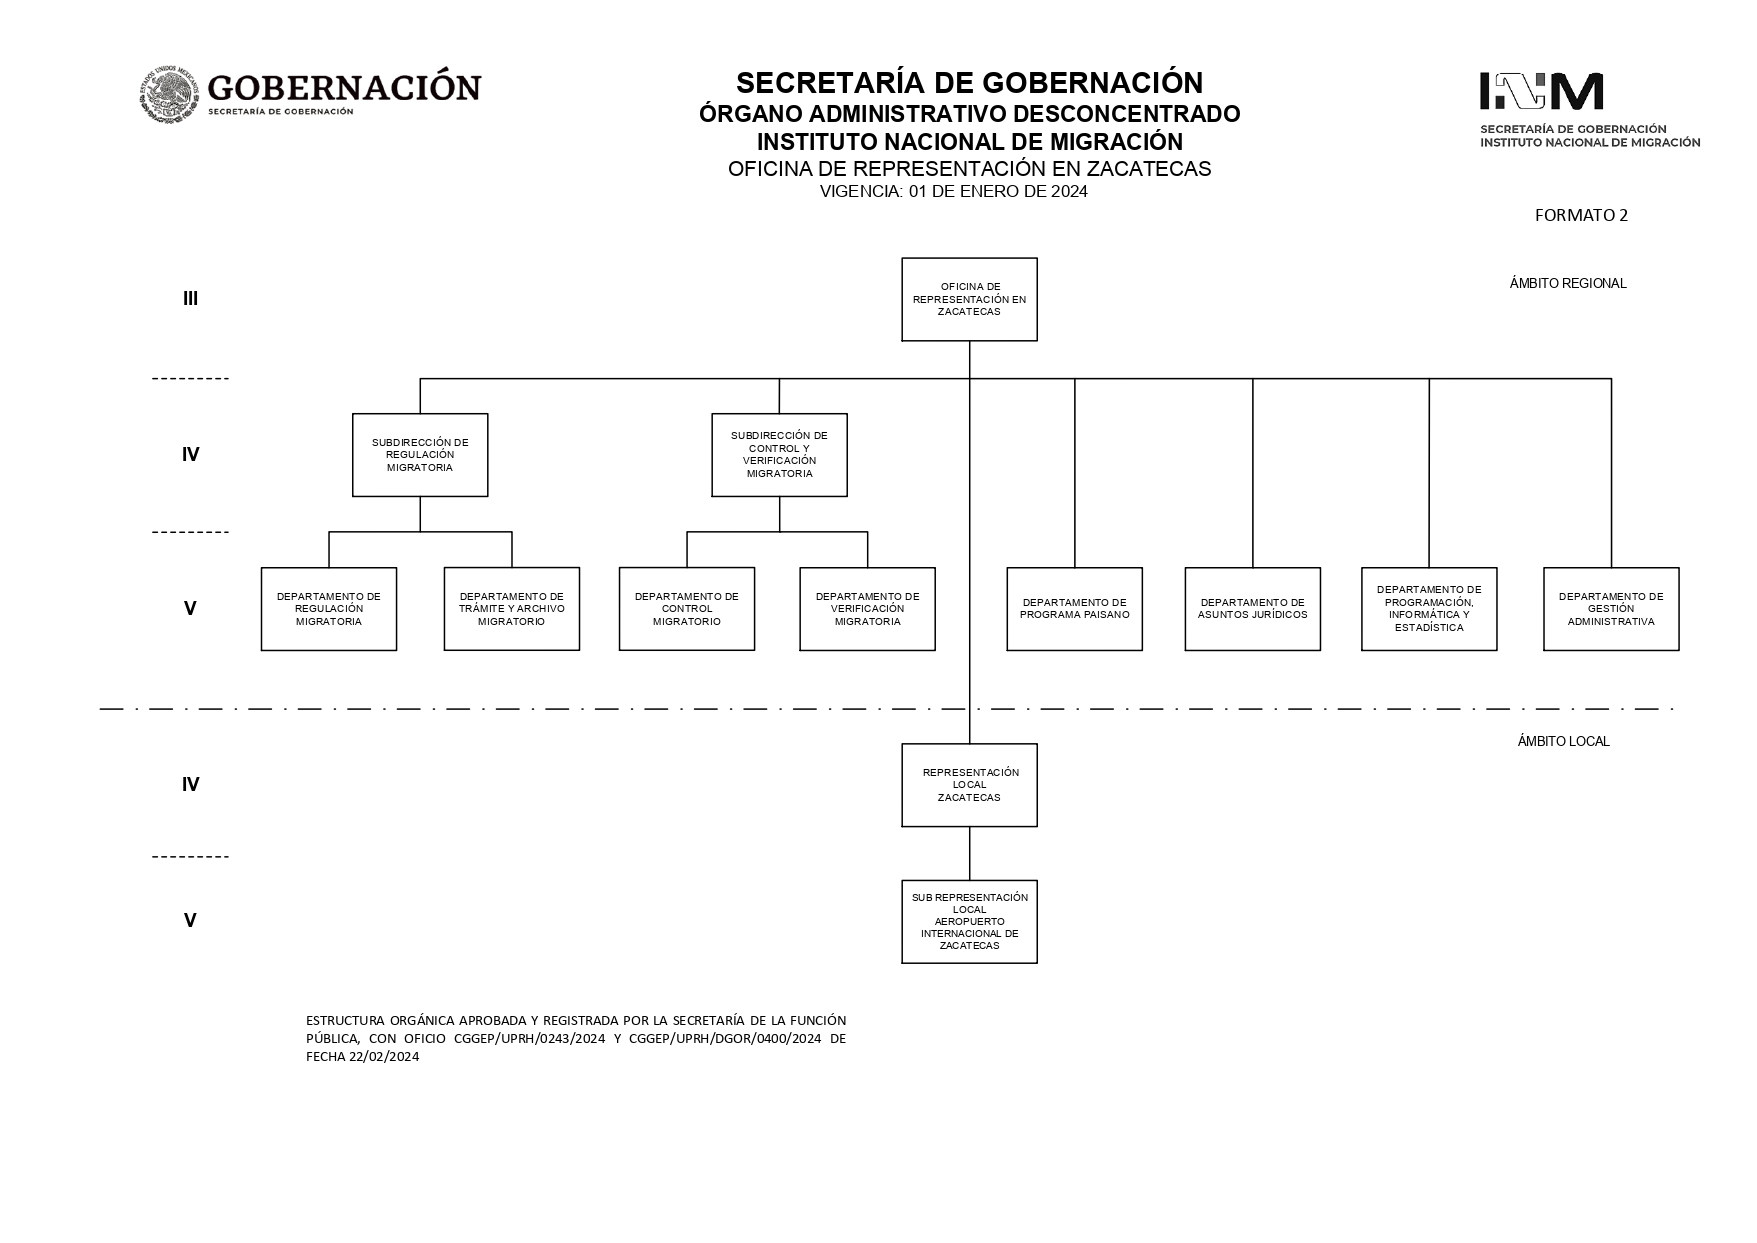 GOBERNACIÓN
SECRETARÍA DE GOBERNACIÓN
SECRETARÍA DE GOBERNACIÓN
ÓRGANO ADMINISTRATIVO DESCONCENTRADO
INSTITUTO NACIONAL DE MIGRACIÓN
OFICINA DE REPRESENTACIÓN EN ZACATECAS
VIGENCIA: 01 DE ENERO DE 2024
INM
SECRETARÍA DE GOBERNACIÓN
INSTITUTO NACIONAL DE MIGRACIÓN
FORMATO 2
ÁMBITO REGIONAL
III
OFICINA DE
REPRESENTACIÓN EN
ZACATECAS
IV
SUBDIRECCIÓN DE
REGULACIÓN
MIGRATORIA
SUBDIRECCIÓN DE
CONTROL Y
VERIFICACIÓN
MIGRATORIA
V
DEPARTAMENTO DE
REGULACIÓN
MIGRATORIA
DEPARTAMENTO DE
TRÁMITE Y ARCHIVO
MIGRATORIO
DEPARTAMENTO DE
CONTROL
MIGRATORIO
DEPARTAMENTO DE
VERIFICACIÓN
MIGRATORIA
DEPARTAMENTO DE
PROGRAMA PAISANO
DEPARTAMENTO DE
ASUNTOS JURÍDICOS
DEPARTAMENTO DE
PROGRAMACIÓN,
INFORMÁTICA Y
ESTADÍSTICA
DEPARTAMENTO DE
GESTIÓN
ADMINISTRATIVA
ÁMBITO LOCAL
IV
REPRESENTACIÓN
LOCAL
ZACATECAS
V
SUB REPRESENTACIÓN
LOCAL
AEROPUERTO
INTERNACIONAL DE
ZACATECAS
ESTRUCTURA ORGÁNICA APROBADA Y REGISTRADA POR LA SECRETARÍA DE LA FUNCIÓN
PÚBLICA, CON OFICIO CGGEP/UPRH/0243/2024 Y CGGEP/UPRH/DGOR/0400/2024 DE
FECHA 22/02/2024